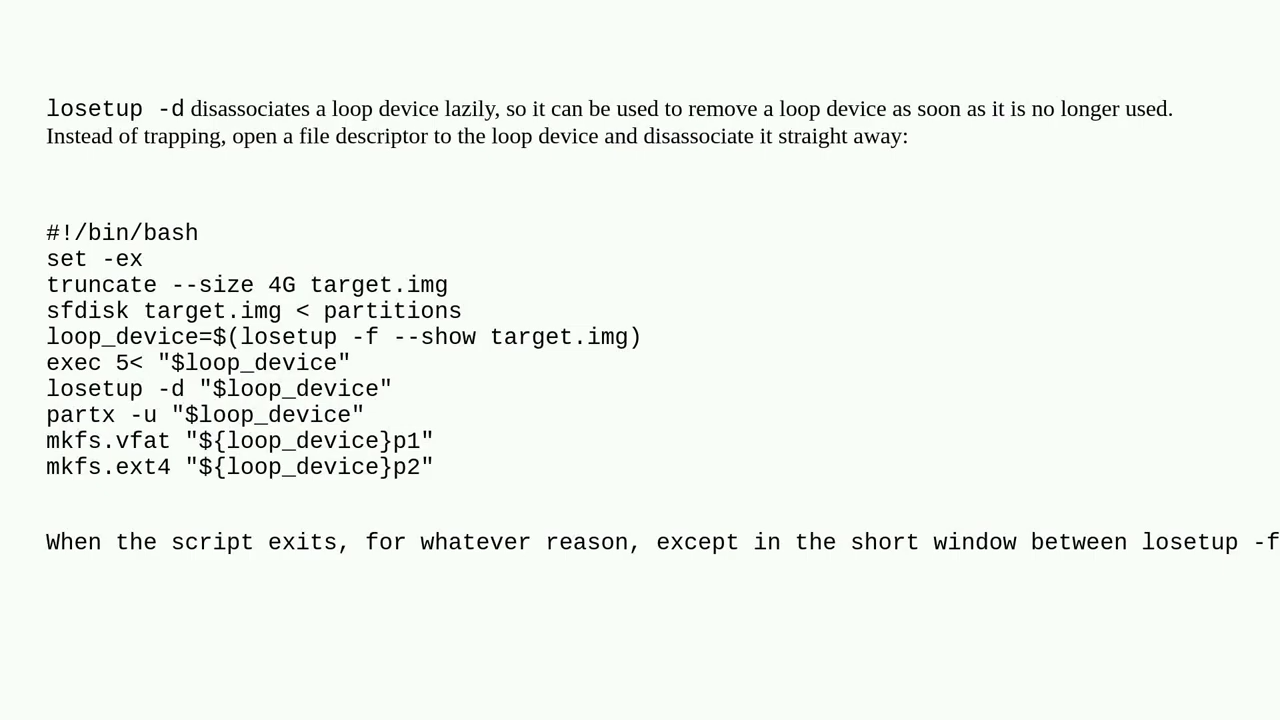 losetup -d disassociates a loop device lazily, so it can be used to remove a loop device as soon as it is no longer used.
Instead of trapping, open a file descriptor to the loop device and disassociate it straight away:
#!/bin/bash
set -ex
truncate --size 4G target.img
sfdisk target.img < partitions
loop_device=$(losetup -f --show target.img)
exec 5< "$loop_device"
losetup -d "$loop_device"
partx -u "$loop_device"
mkfs.vfat "${loop_device}p1"
mkfs.ext4 "${loop_device}p2"
When the script exits, for whatever reason, except in the short window between losetup -f